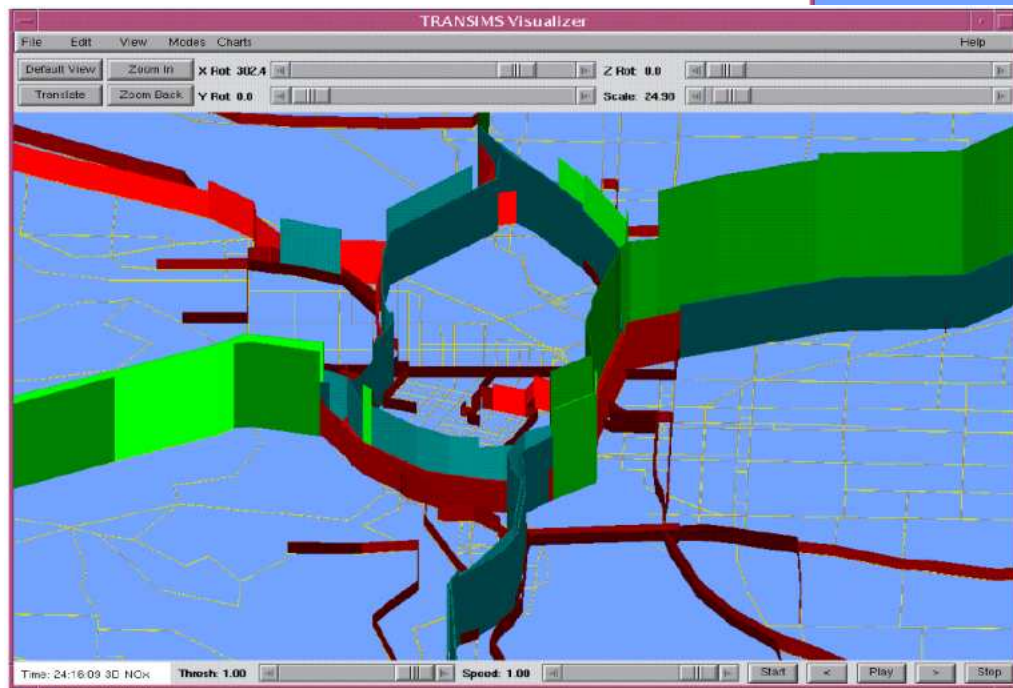 TRANSIMS Visualizer
File Edit View Modes Charts Help
Default View Zoom In X Rot: 302.4 Z Rot: 0.0
Translate Zoom Back Y Rot: 0.0 Scale: 24.90
Time: 24:16:09 3D NOx Thresh: 1.00 Speed: 1.00 Start < Play > Stop